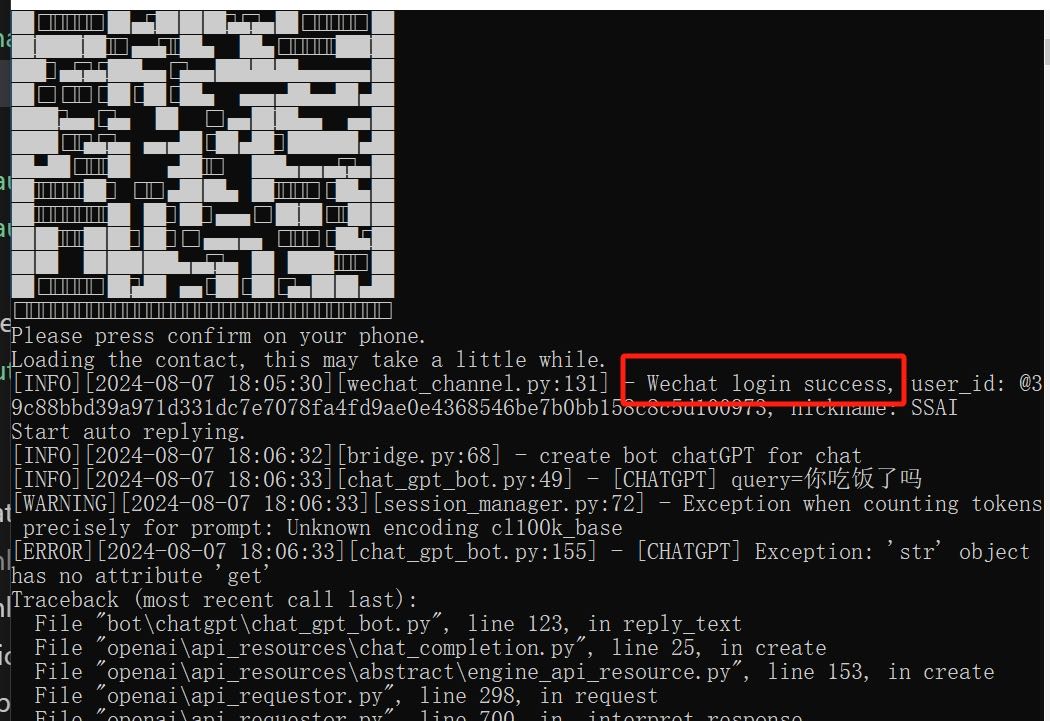 Please press confirm on your phone.
Loading the contact, this may take a little while.
[INFO][2024-08-07 18:05:30][wechat_channel.py:131] - Wechat login success, user_id: @3
9c88bbd39a971d331dc7e7078fa4fd9ae0e4368546be7b0bb158c8c5d100973, nickname: SSAI
Start auto replying.
[INFO][2024-08-07 18:06:32][bridge.py:68] - create bot chatGPT for chat
[INFO][2024-08-07 18:06:33][chat_gpt_bot.py:49] - [CHATGPT] query=你吃饭了吗
[WARNING][2024-08-07 18:06:33][session_manager.py:72] - Exception when counting tokens
precisely for prompt: Unknown encoding cl100k_base
[ERROR][2024-08-07 18:06:33][chat_gpt_bot.py:155] - [CHATGPT] Exception: 'str' object
has no attribute 'get'
Traceback (most recent call last):
File "bot\chatgpt\chat_gpt_bot.py", line 123, in reply_text
File "openai\api_resources\chat_completion.py", line 25, in create
File "openai\api_resources\abstract\engine_api_resource.py", line 153, in create
File "openai\api_requestor.py", line 298, in request
File "openai\api_requestor.py", line 700, in _interpret_response